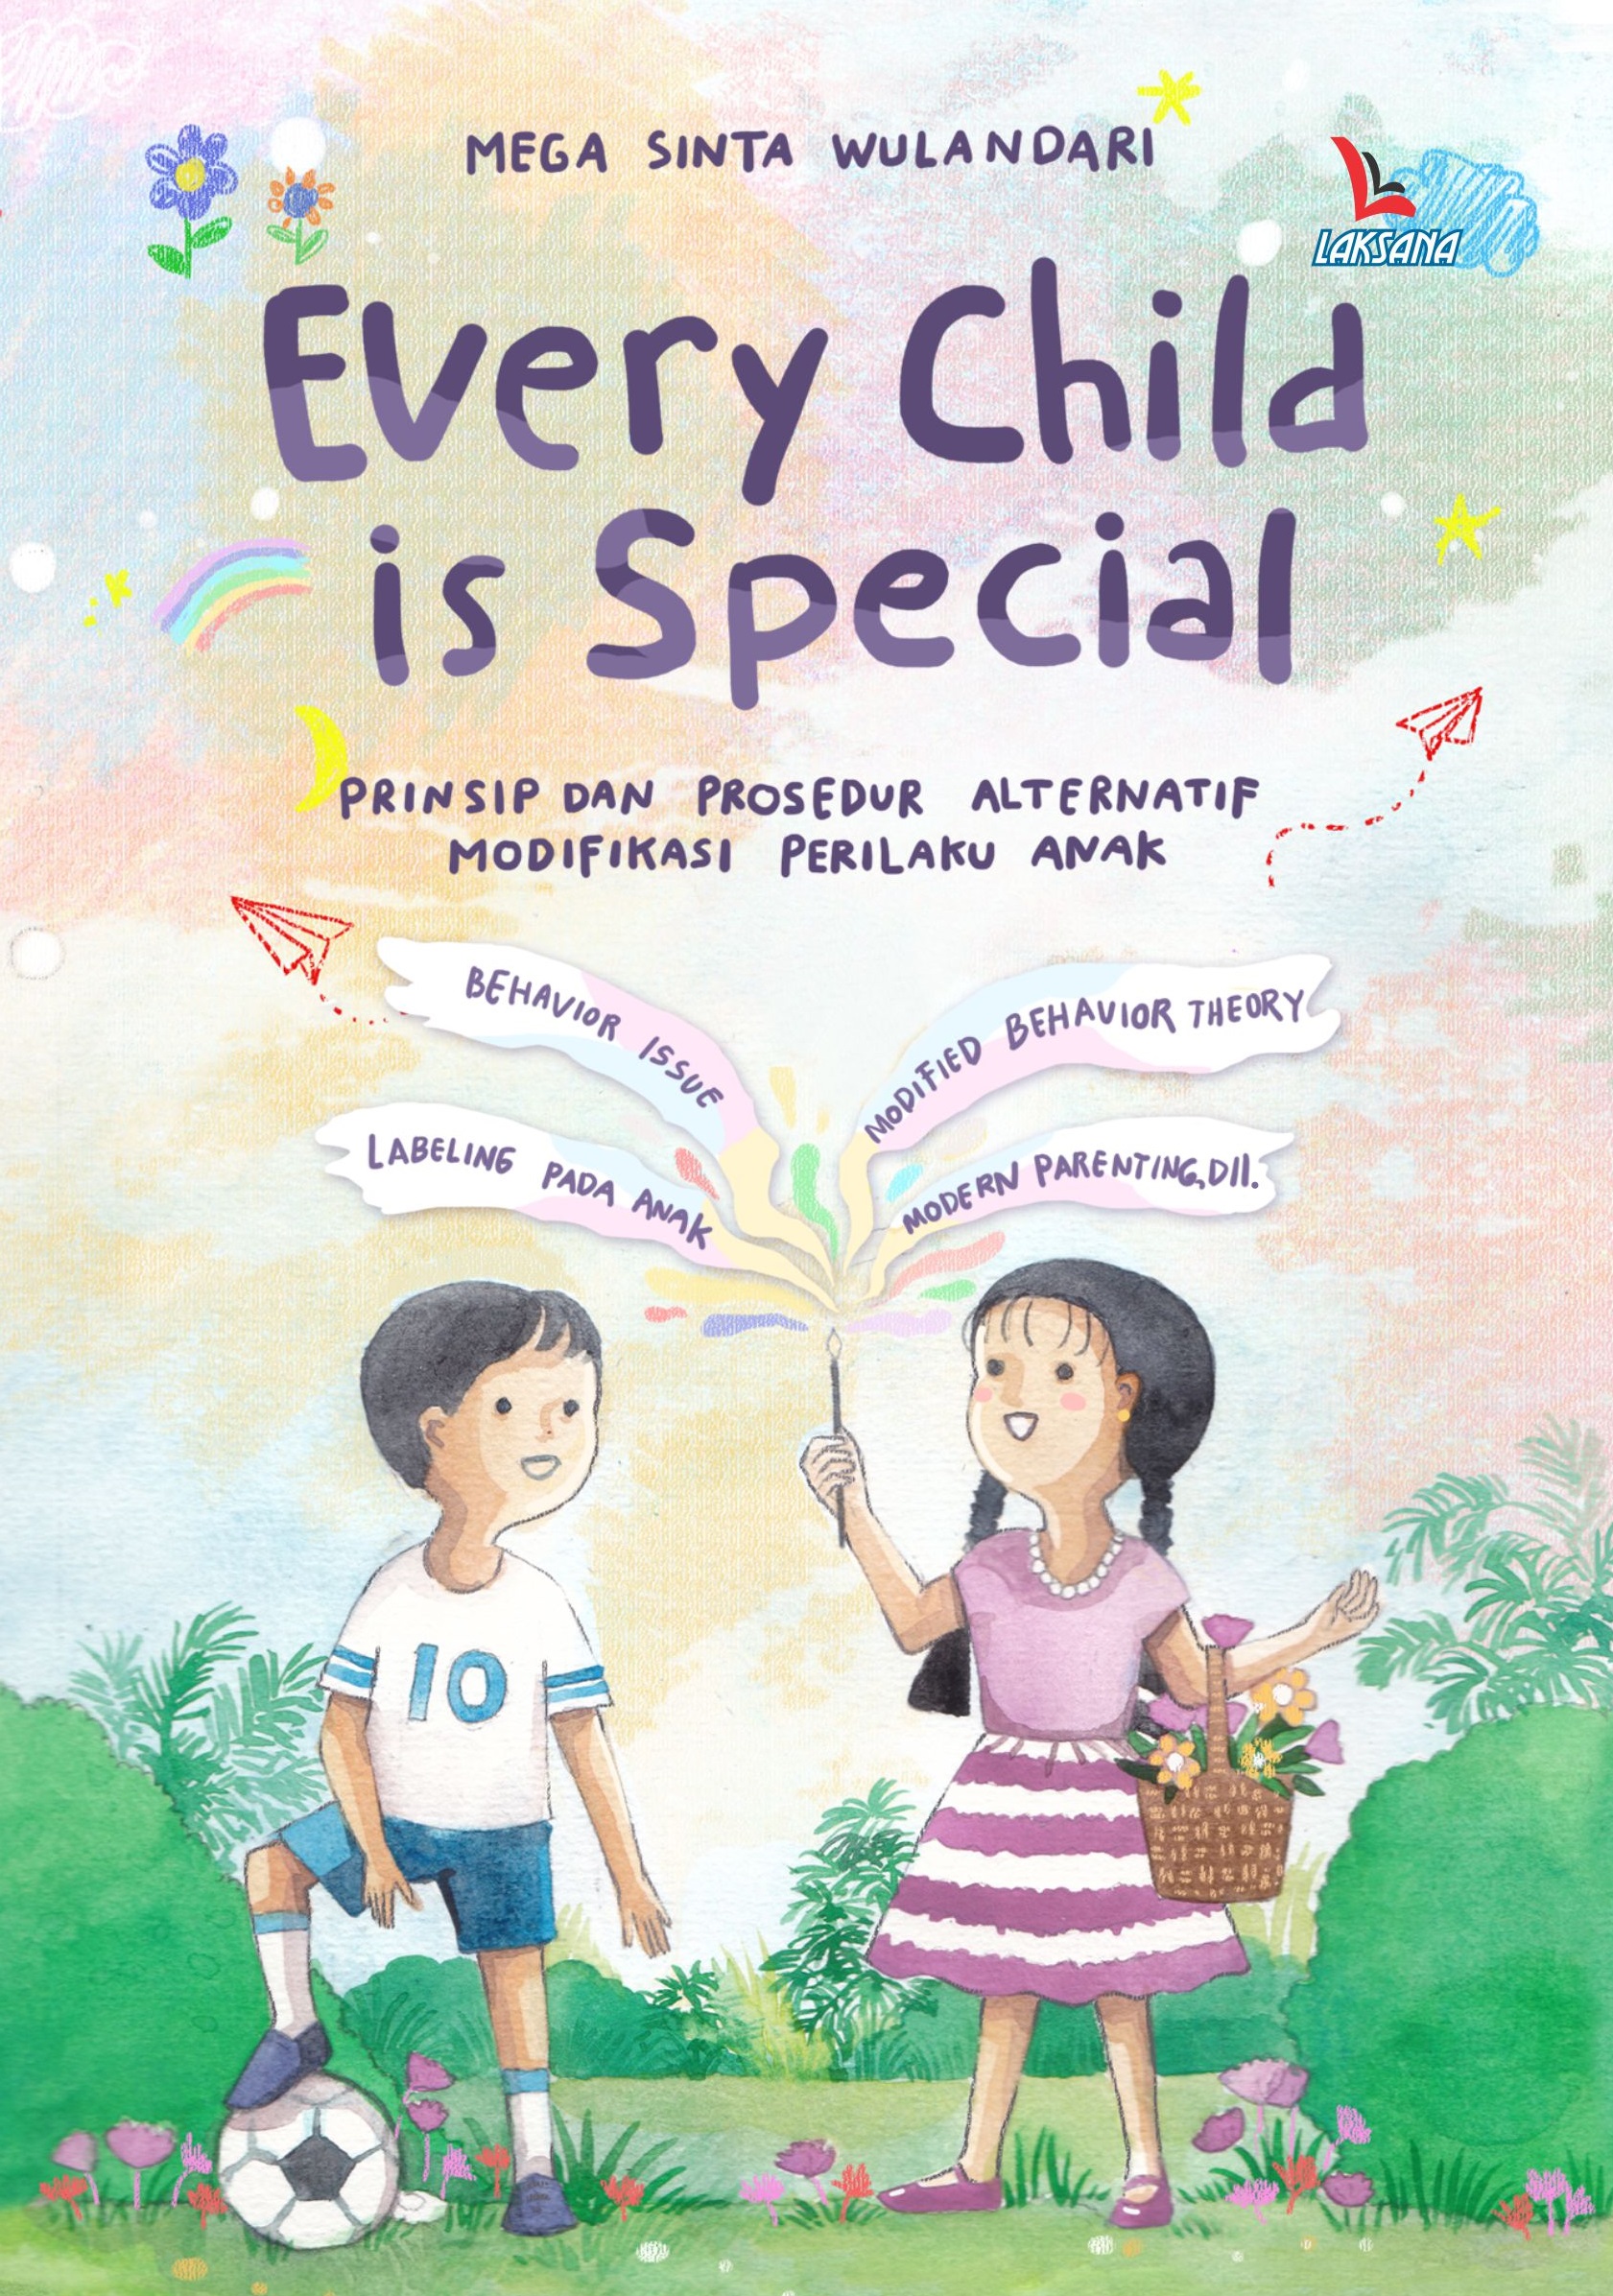 MEGA SINTA WULANDARI
LAKSANA
Every Child
is Special
PRINSIP DAN PROSEDUR ALTERNATIF
MODIFIKASI PERILAKU ANAK
BEHAVIOR ISSUE
MODIFIED BEHAVIOR THEORY
LABELING PADA ANAK
MODERN PARENTING, Dll.
10